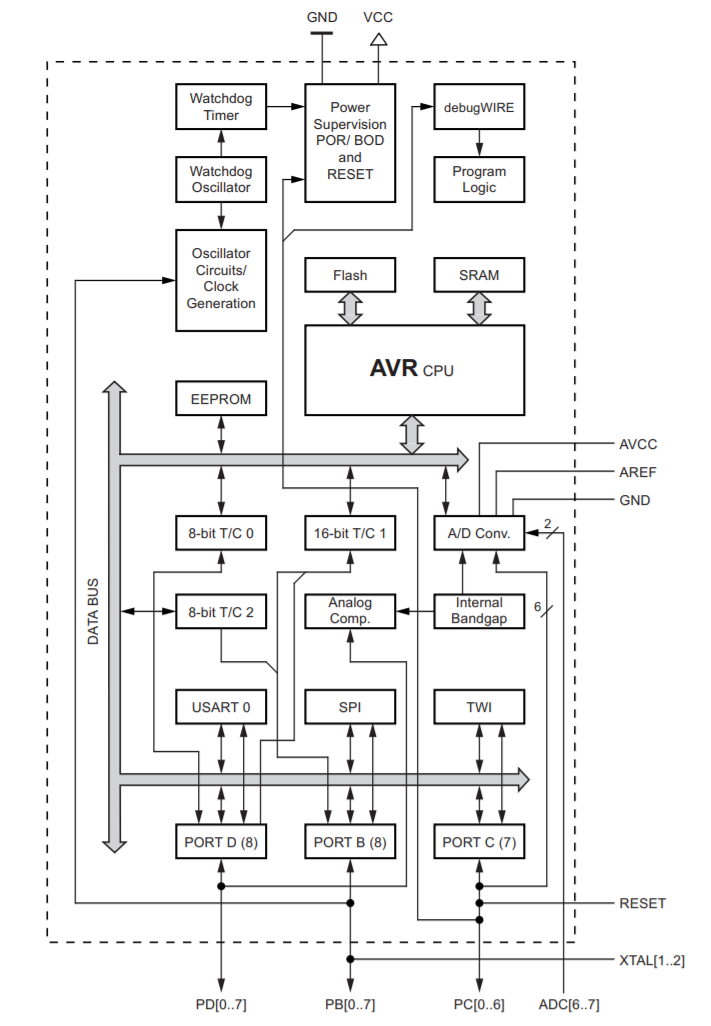 GND
VCC
Watchdog
Timer
Power
Supervision
POR/ BOD
and
RESET
debugWIRE
Watchdog
Oscillator
Program
Logic
Oscillator
Circuits/
Clock
Generation
Flash
SRAM
AVR CPU
EEPROM
AVCC
AREF
GND
8-bit T/C 0
16-bit T/C 1
A/D Conv.
2
DATA BUS
8-bit T/C 2
Analog
Comp.
Internal
Bandgap
6
USART 0
SPI
TWI
PORT D (8)
PORT B (8)
PORT C (7)
RESET
XTAL[1..2]
PD[0..7]
PB[0..7]
PC[0..6]
ADC[6..7]